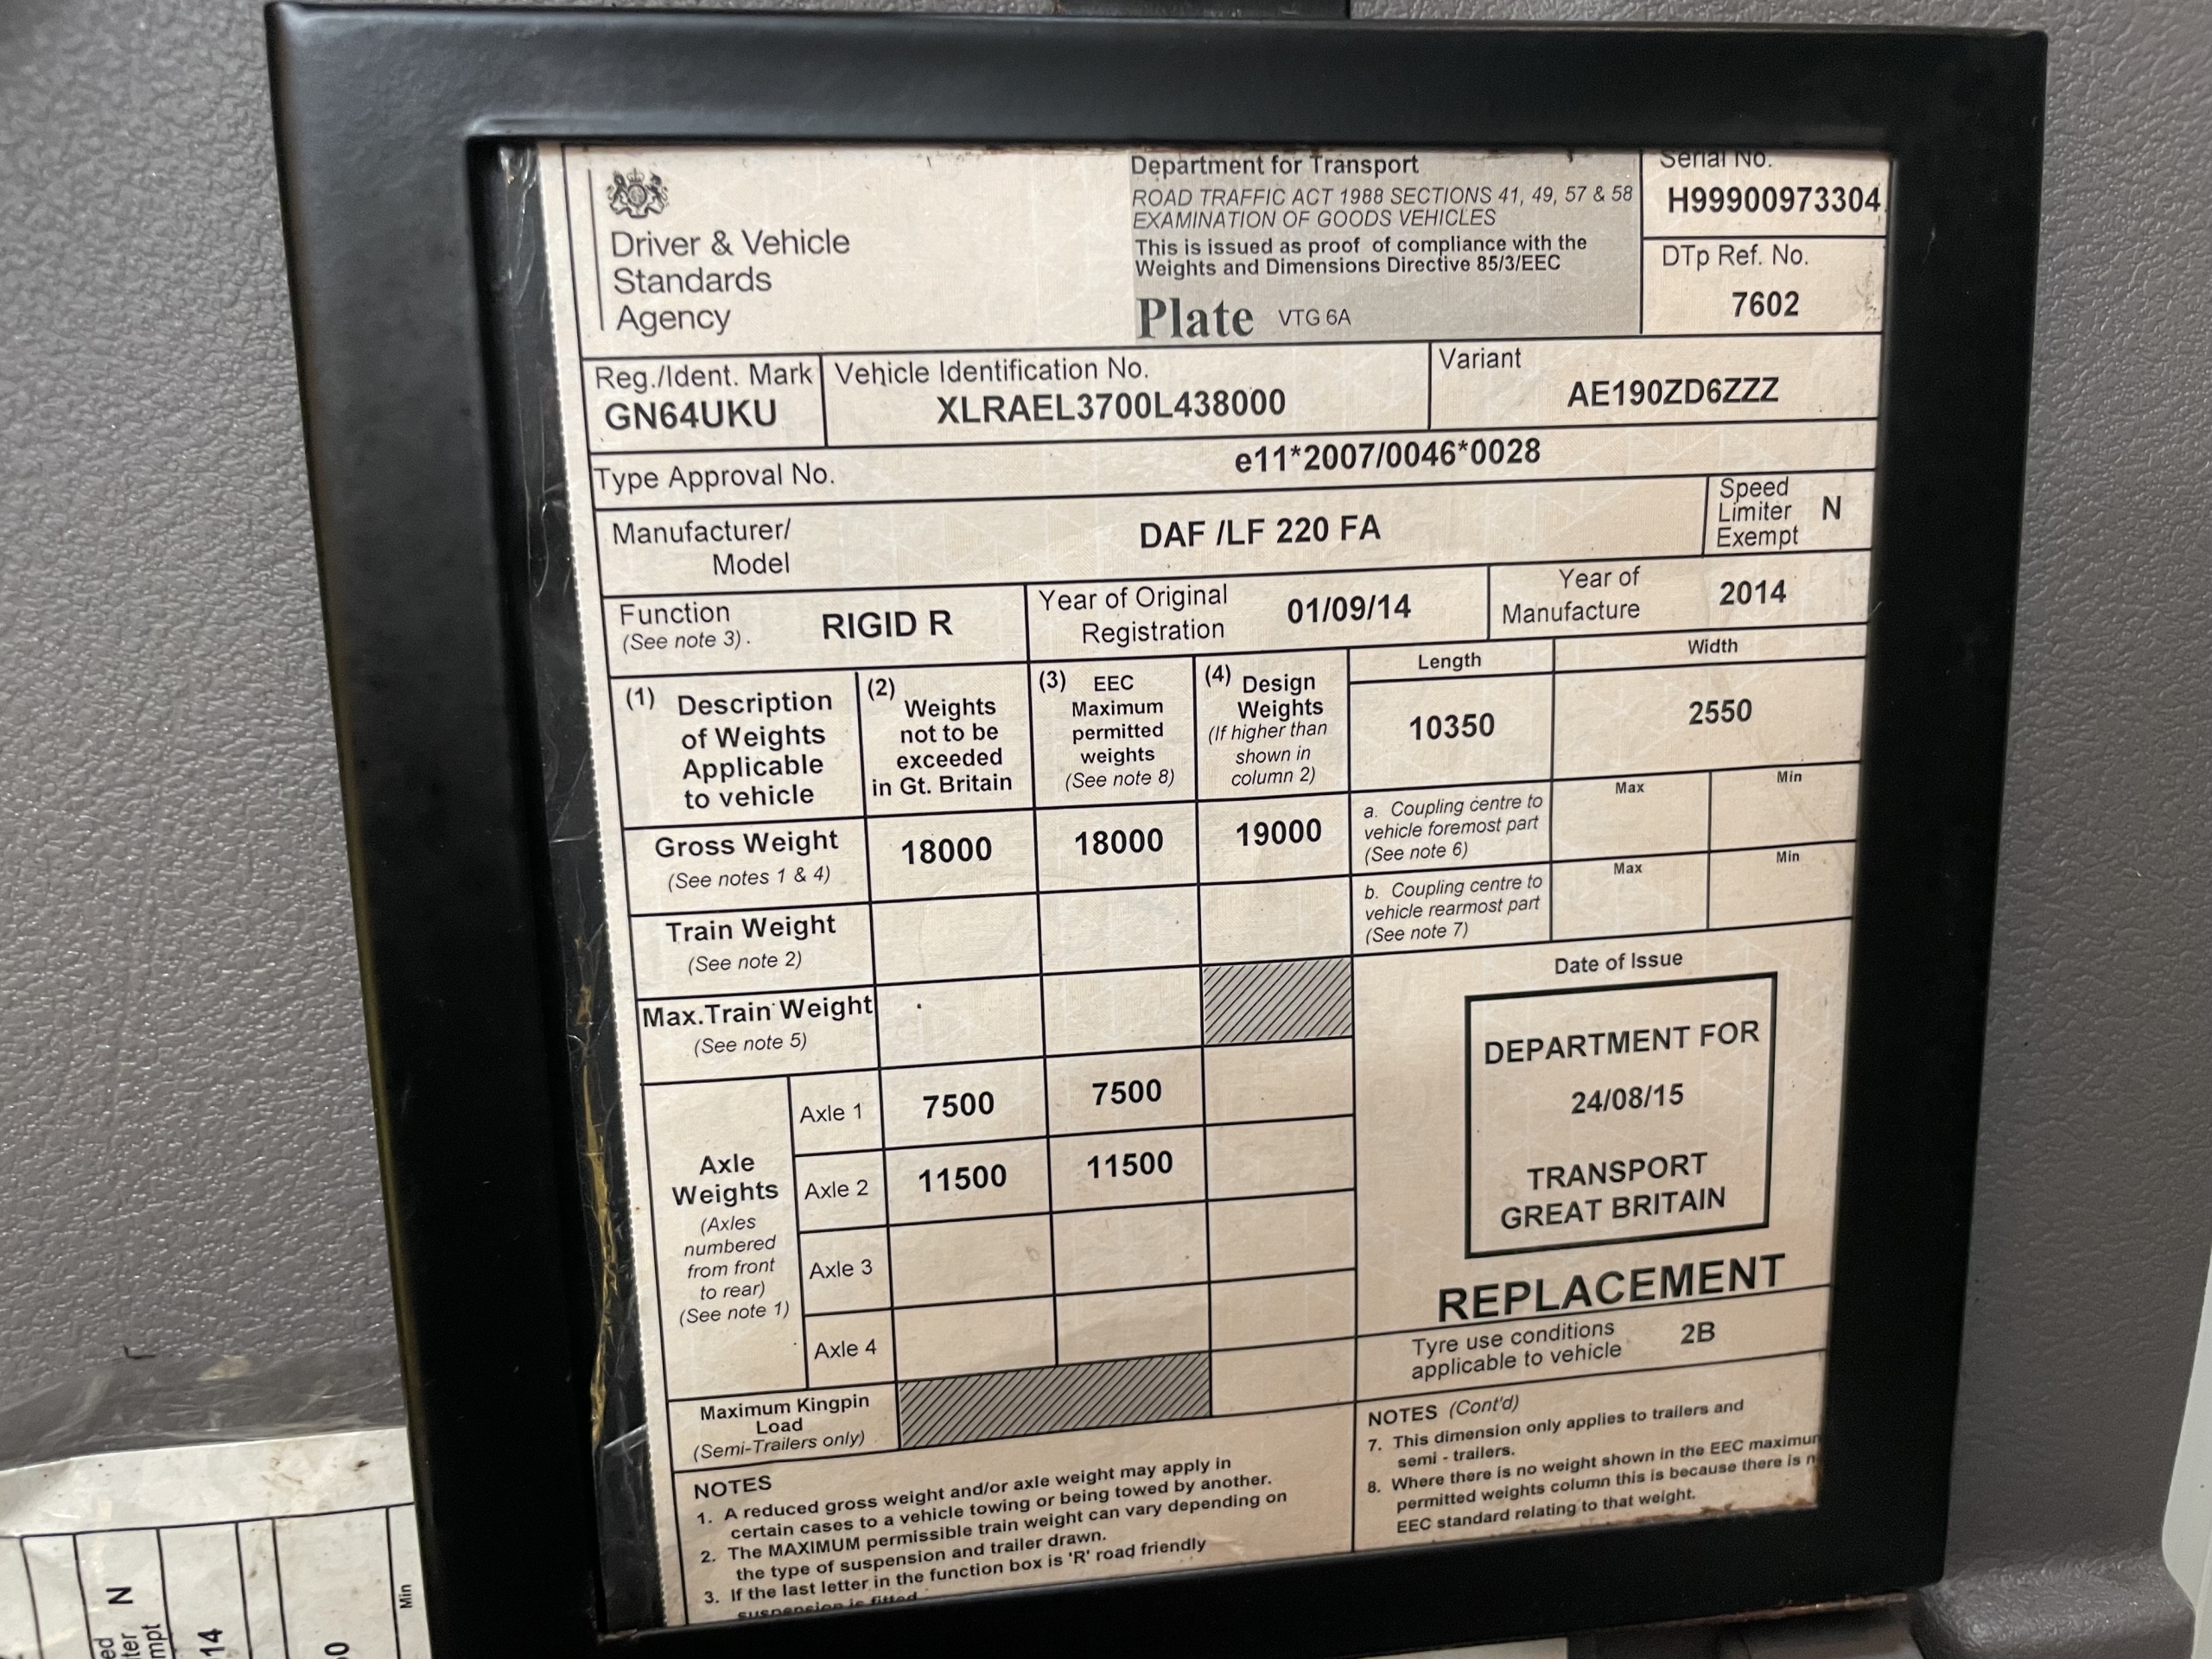 Driver & Vehicle
Standards
Agency
Department for Transport
ROAD TRAFFIC ACT 1988 SECTIONS 41, 49, 57 & 58
EXAMINATION OF GOODS VEHICLES
This is issued as proof of compliance with the
Weights and Dimensions Directive 85/3/EEC
Plate VTG 6A
Serial No.
H99900973304
DTp Ref. No.
7602
Reg./Ident. Mark
GN64UKU
Vehicle Identification No.
XLRAEL3700L438000
Variant
AE190ZD6ZZZ
Type Approval No.
e11*2007/0046*0028
Manufacturer/
Model
DAF /LF 220 FA
Speed
Limiter
Exempt
N
Function
(See note 3).
RIGID R
Year of Original
Registration
01/09/14
Year of
Manufacture
2014
(1) Description
of Weights
Applicable
to vehicle
(2) Weights
not to be
exceeded
in Gt. Britain
(3) EEC
Maximum
permitted
weights
(See note 8)
(4) Design
Weights
(If higher than
shown in
column 2)
Length
10350
Width
2550
Gross Weight
(See notes 1 & 4)
18000
18000
19000
a. Coupling centre to
vehicle foremost part
(See note 6)
Max
Min
Train Weight
(See note 2)
b. Coupling centre to
vehicle rearmost part
(See note 7)
Max
Min
Max.Train Weight
(See note 5)
Axle
Weights
(Axles
numbered
from front
to rear)
(See note 1)
Axle 1
7500
7500
Axle 2
11500
11500
Axle 3
Axle 4
Maximum Kingpin
Load
(Semi-Trailers only)
Date of Issue
DEPARTMENT FOR
24/08/15
TRANSPORT
GREAT BRITAIN
REPLACEMENT
Tyre use conditions
applicable to vehicle
2B
NOTES
1. A reduced gross weight and/or axle weight may apply in
certain cases to a vehicle towing or being towed by another.
2. The MAXIMUM permissible train weight can vary depending on
the type of suspension and trailer drawn.
3. If the last letter in the function box is 'R' road friendly
suspension is fitted
NOTES (Cont'd)
7. This dimension only applies to trailers and
semi - trailers.
8. Where there is no weight shown in the EEC maximum
permitted weights column this is because there is n
EEC standard relating to that weight.
N
14
Min